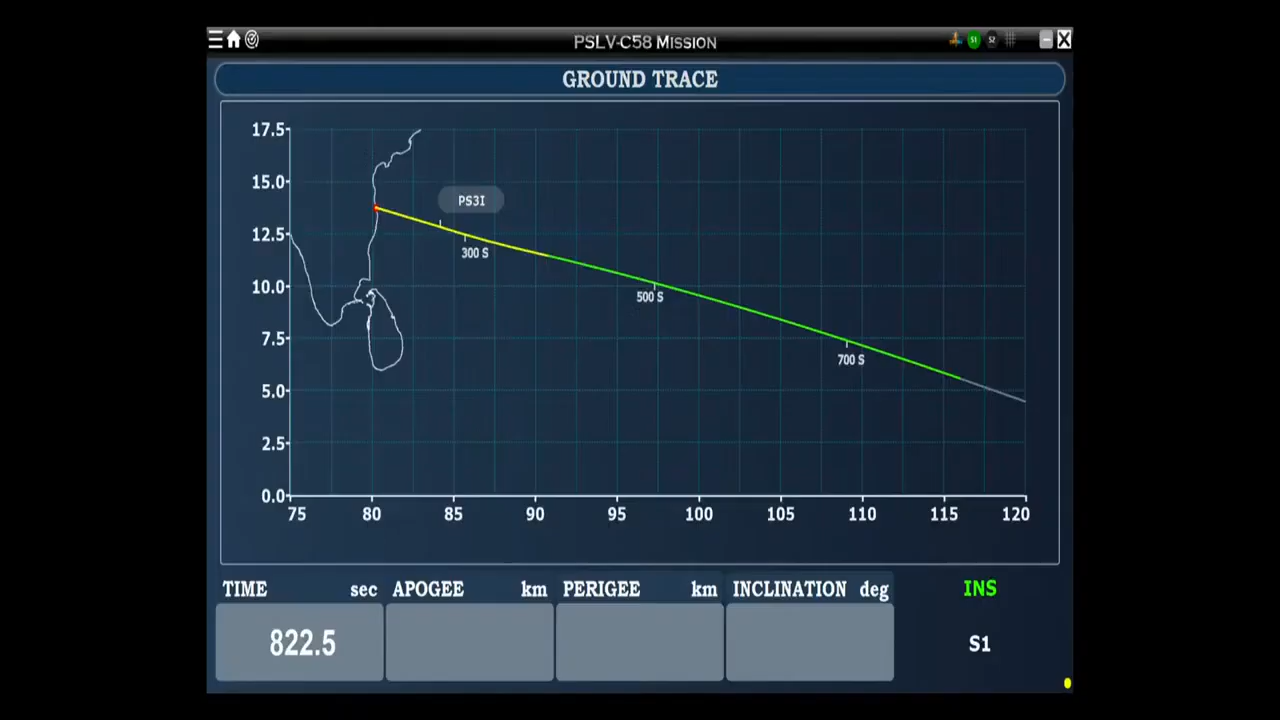 PSLV-C58 MISSION
S1
S2
GROUND TRACE
17.5
15.0
12.5
10.0
7.5
5.0
2.5
0.0
PS3I
300 S
500 S
700 S
75 80 85 90 95 100 105 110 115 120
TIME sec APOGEE km PERIGEE km INCLINATION deg INS
822.5 S1